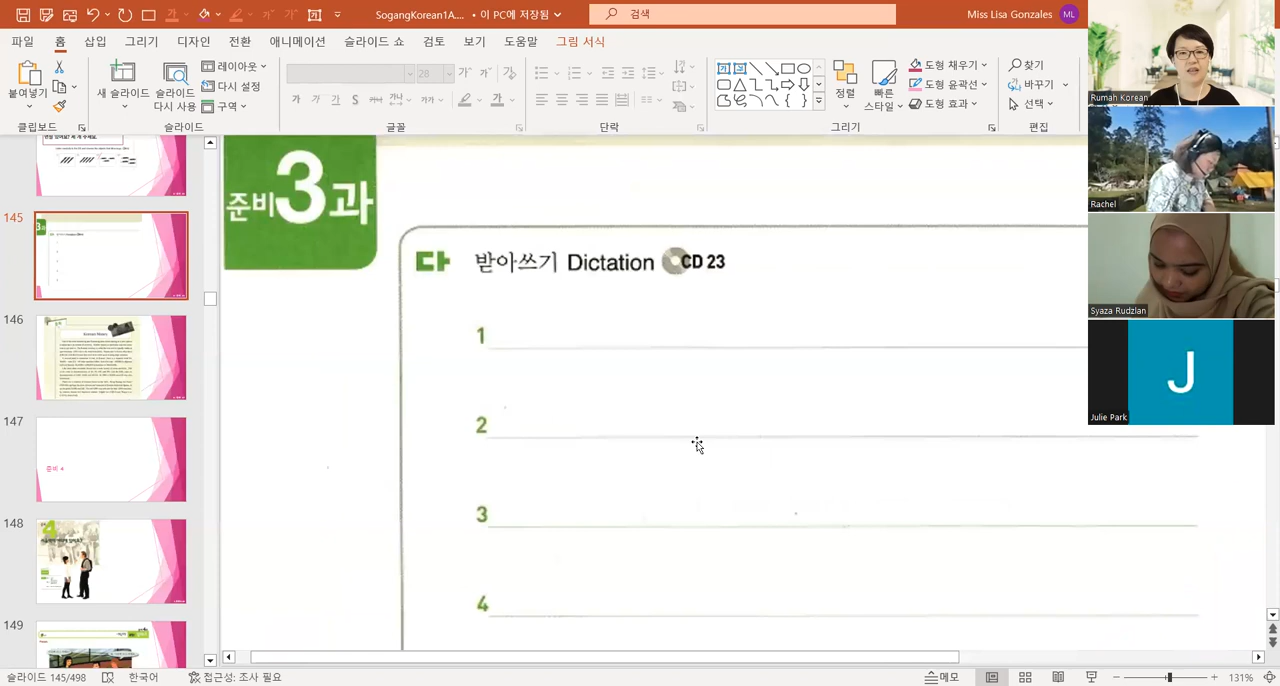 SogangKorean1A.... • 이 PC에 저장됨
검색
Miss Lisa Gonzales
ML
파일 홈 삽입 그리기 디자인 전환 애니메이션 슬라이드 쇼 검토 보기 도움말 그림 서식
붙여넣기
새 슬라이드
슬라이드 다시 사용
레이아웃
다시 설정
구역
28
가 가 가 S
정렬
빠른 스타일
도형 채우기
도형 윤곽선
도형 효과
찾기
바꾸기
선택
클립보드 슬라이드 글꼴 단락 그리기 편집
145
146
147
준비 4
148
4
149
준비3과
다 받아쓰기 Dictation CD 23
1
2
3
4
Rumah Korean
Rachel
Syaza Rudzlan
J
Julie Park
슬라이드 145/498 한국어 접근성: 조사 필요 메모 131%